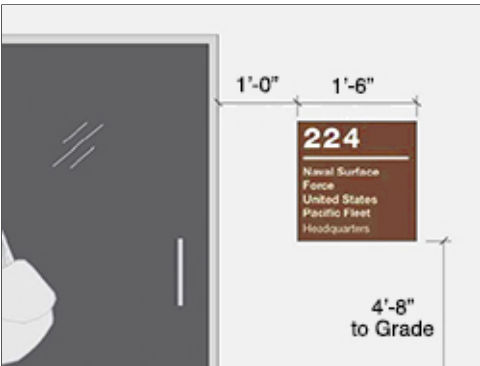 1’-0” 1’-6”
224
Naval Surface
Force
United States
Pacific Fleet
Headquarters
4’-8”
to Grade